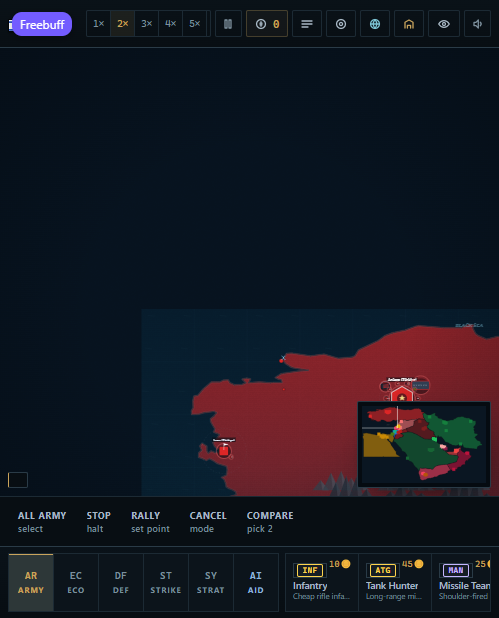 Freebuff
1×
2×
3×
4×
5×
0
ALL ARMY
select
STOP
halt
RALLY
set point
CANCEL
mode
COMPARE
pick 2
AR
ARMY
EC
ECO
DF
DEF
ST
STRIKE
SY
STRAT
AI
AID
INF
10
Infantry
Cheap rifle infa...
ATG
45
Tank Hunter
Long-range mi...
MAN
25
Missile Team
Shoulder-fired